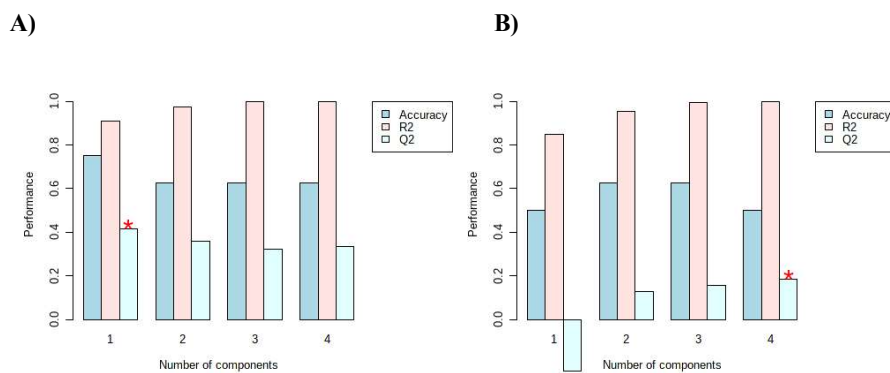 A)
Performance
0.0
0.2
0.4
0.6
0.8
1.0
*
1 2 3 4
Number of components
Accuracy
R2
Q2
B)
Performance
0.0
0.2
0.4
0.6
0.8
1.0
*
1 2 3 4
Number of components
Accuracy
R2
Q2